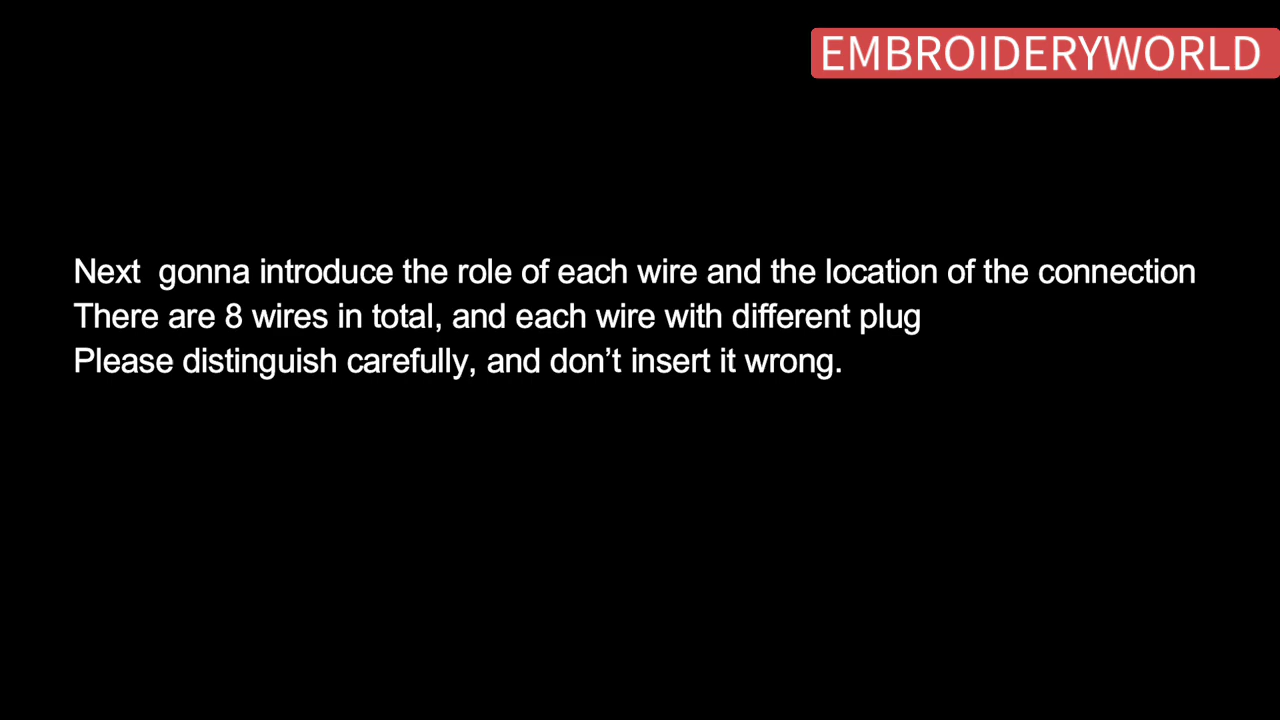 EMBROIDERYWORLD
Next  gonna introduce the role of each wire and the location of the connection
There are 8 wires in total, and each wire with different plug
Please distinguish carefully, and don’t insert it wrong.